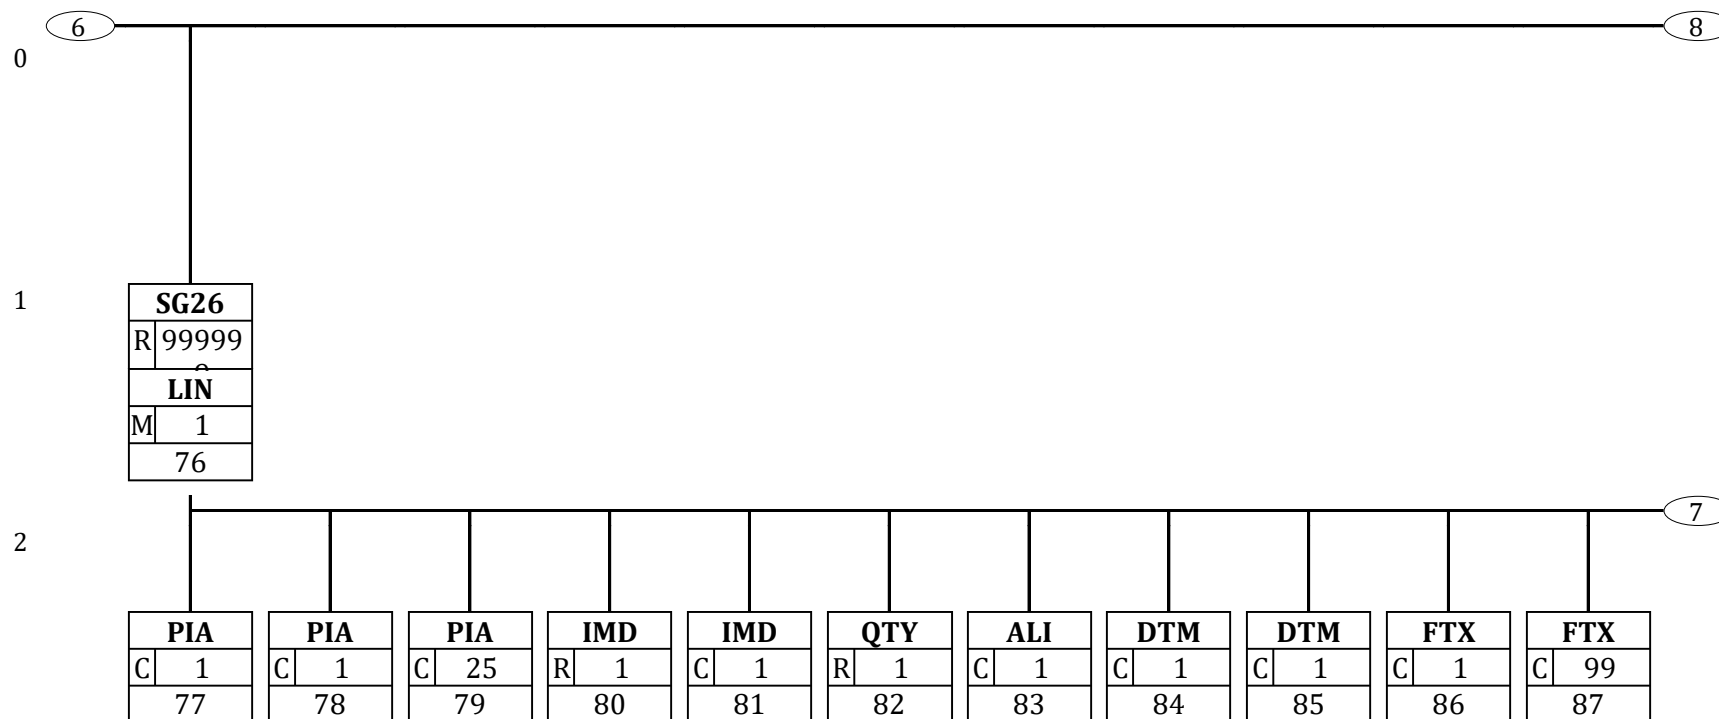 6 8
0
1
SG26
R 99999
LIN
M 1
76
7
2
PIA PIA PIA IMD IMD QTY ALI DTM DTM FTX FTX
C 1 C 1 C 25 R 1 C 1 R 1 C 1 C 1 C 1 C 1 C 99
77 78 79 80 81 82 83 84 85 86 87